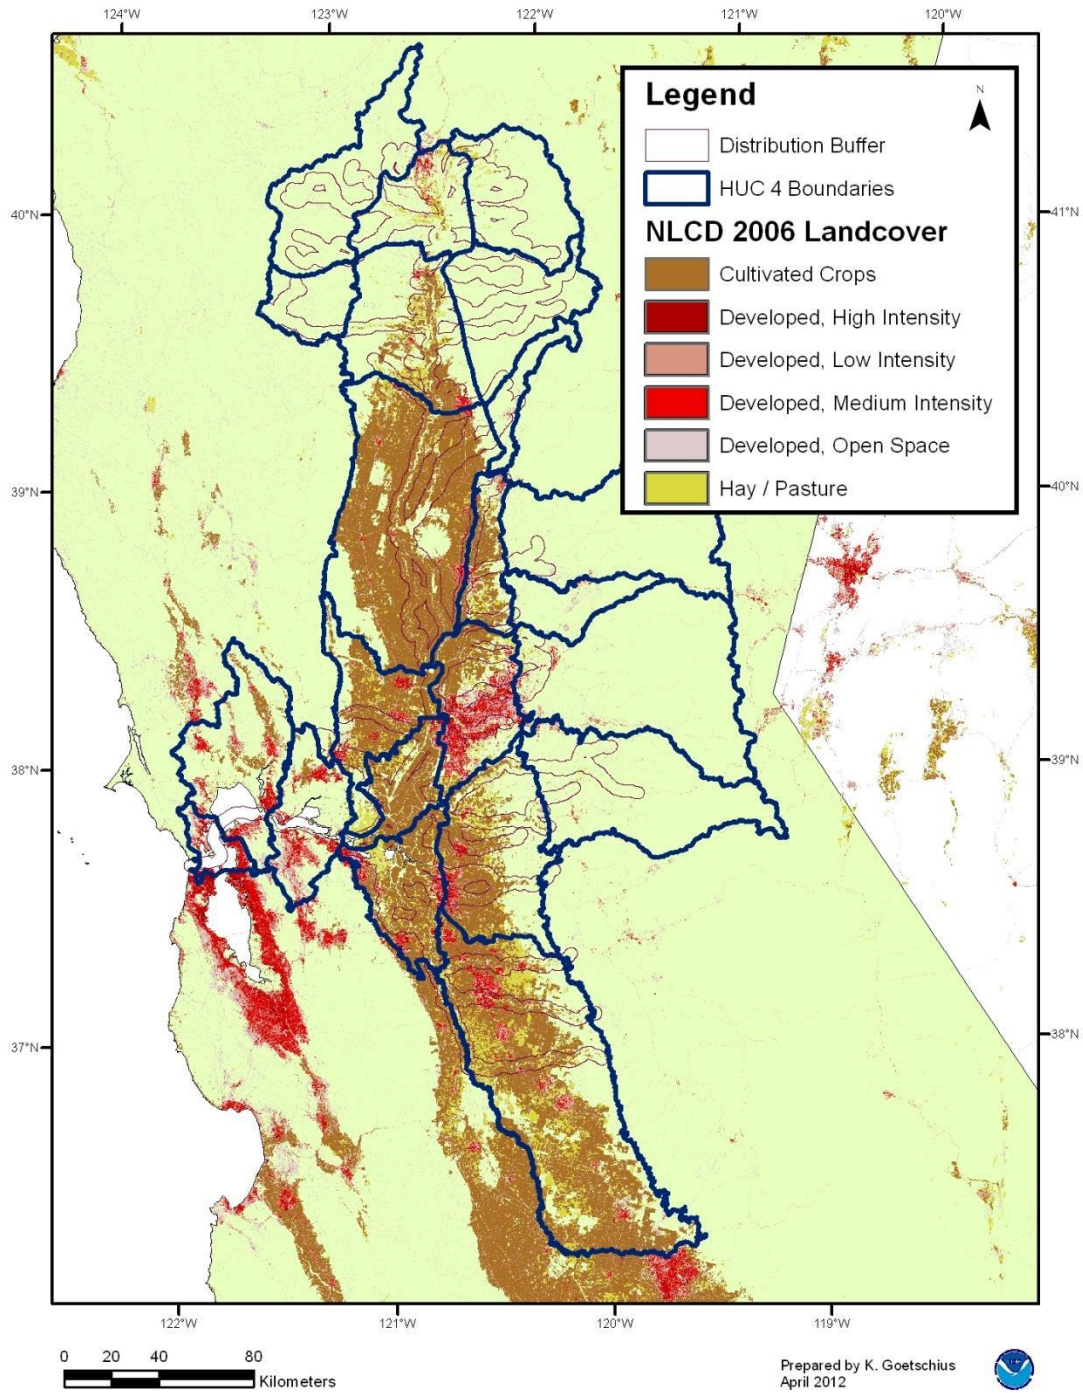 124°W 123°W 122°W 121°W 120°W
Legend
N
Distribution Buffer
HUC 4 Boundaries
NLCD 2006 Landcover
Cultivated Crops
Developed, High Intensity
Developed, Low Intensity
Developed, Medium Intensity
Developed, Open Space
Hay / Pasture
40°N 41°N
39°N 40°N
38°N 39°N
37°N 38°N
122°W 121°W 120°W 119°W
0 20 40 80
Kilometers
Prepared by K. Goetschius
April 2012